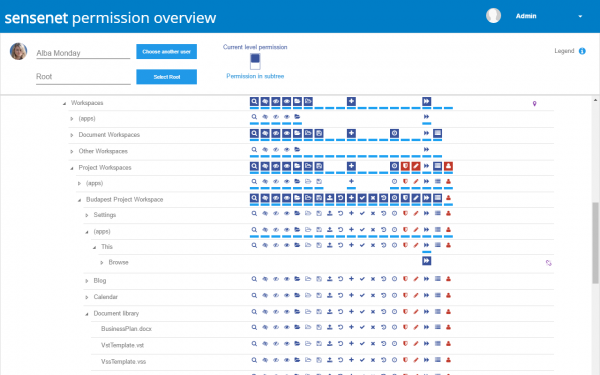 sensenet permission overview
Admin
Alba Monday
Choose another user
Current level permission
Legend
Root
Select Root
Permission in subtree
Workspaces
(apps)
Document Workspaces
Other Workspaces
Project Workspaces
(apps)
Budapest Project Workspace
Settings
(apps)
This
Browse
Blog
Calendar
Document library
BusinessPlan.docx
VstTemplate.vst
VssTemplate.vss